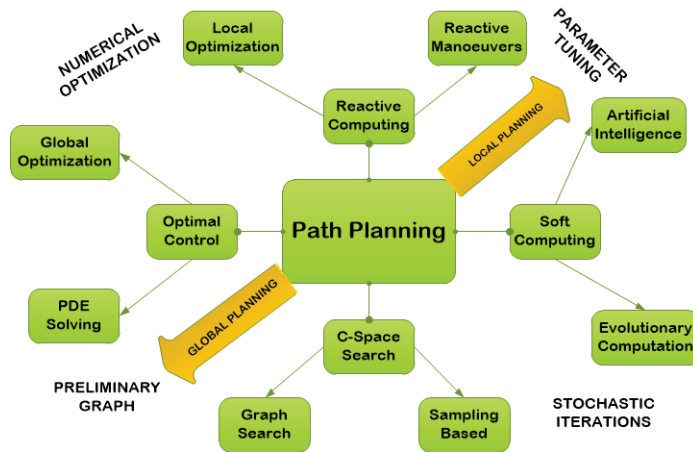 NUMERICAL
OPTIMIZATION
Local
Optimization
Reactive
Manoeuvers
PARAMETER
TUNING
Reactive
Computing
LOCAL PLANNING
Artificial
Intelligence
Global
Optimization
Optimal
Control
Path Planning
Soft
Computing
PDE
Solving
GLOBAL PLANNING
C-Space
Search
Evolutionary
Computation
PRELIMINARY
GRAPH
Graph
Search
Sampling
Based
STOCHASTIC
ITERATIONS